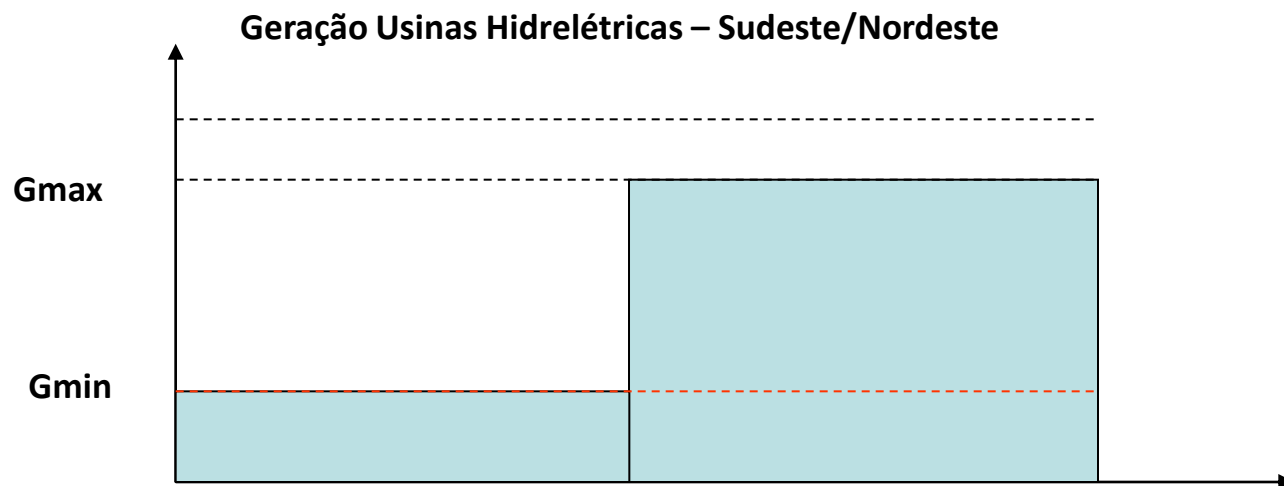 Geração Usinas Hidrelétricas – Sudeste/Nordeste
Gmax
Gmin